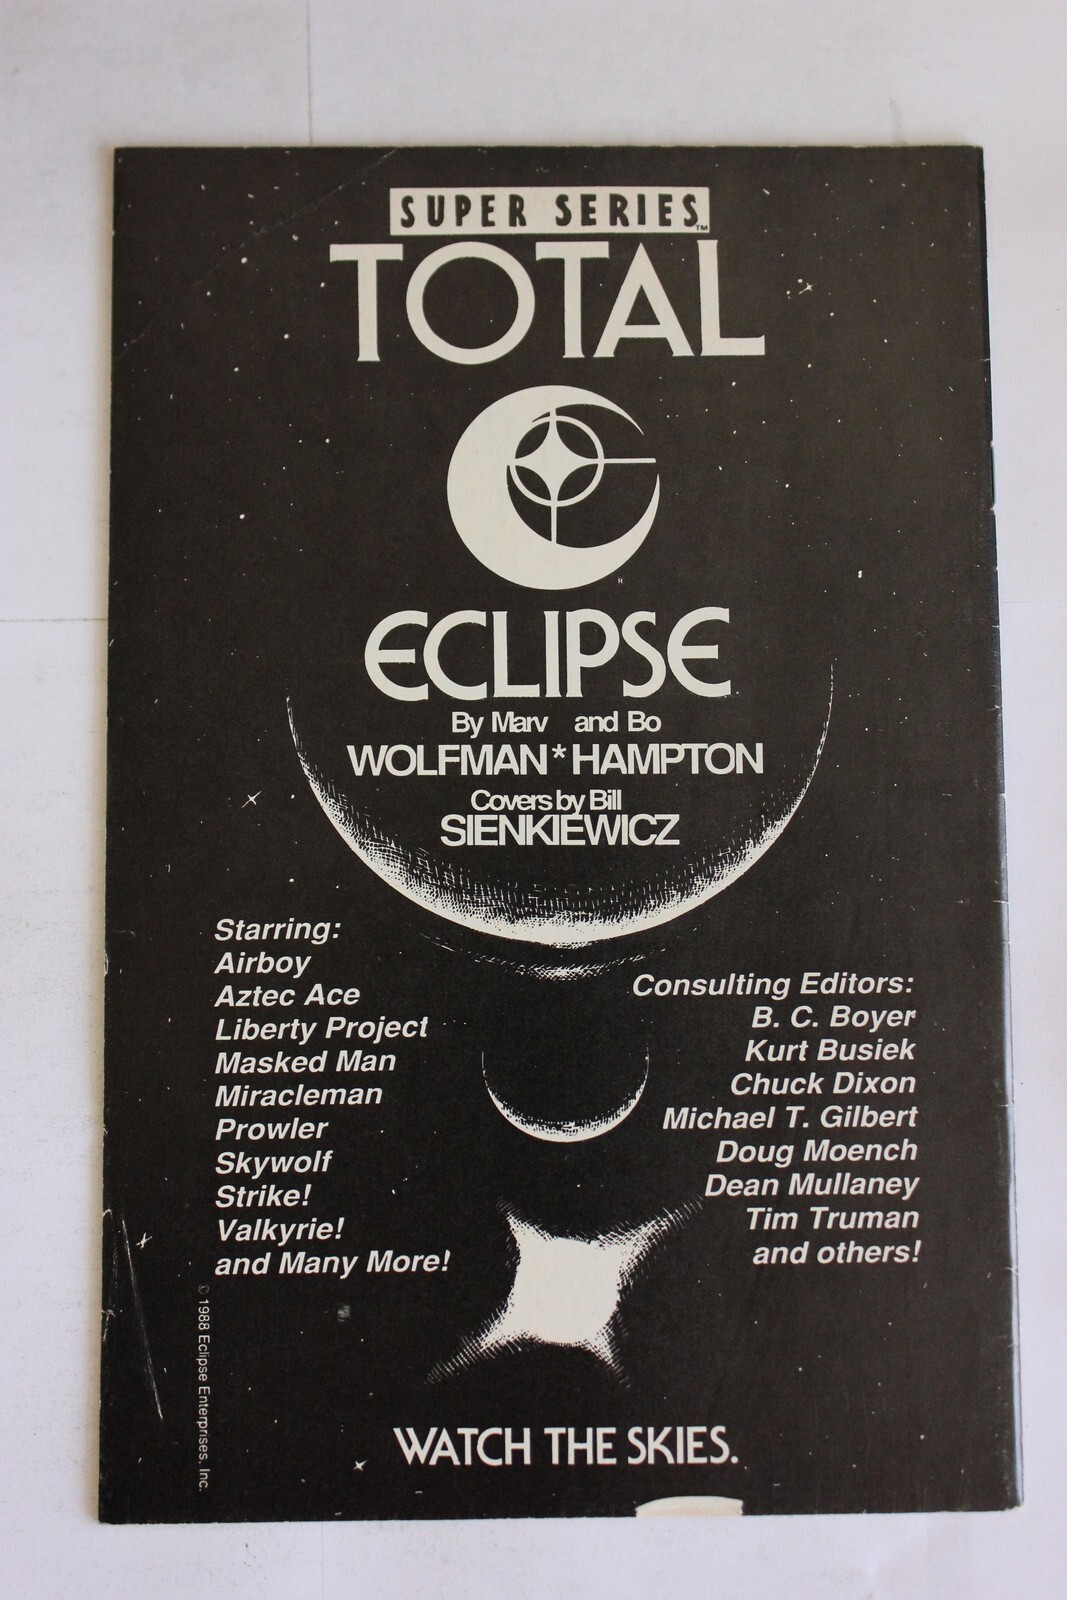 SUPER SERIES™
TOTAL
®
ECLIPSE
By Marv and Bo
WOLFMAN*HAMPTON
Covers by Bill
SIENKIEWICZ
Starring:
Airboy
Aztec Ace
Liberty Project
Masked Man
Miracleman
Prowler
Skywolf
Strike!
Valkyrie!
and Many More!
Consulting Editors:
B. C. Boyer
Kurt Busiek
Chuck Dixon
Michael T. Gilbert
Doug Moench
Dean Mullaney
Tim Truman
and others!
© 1988 Eclipse Enterprises, Inc.
WATCH THE SKIES.